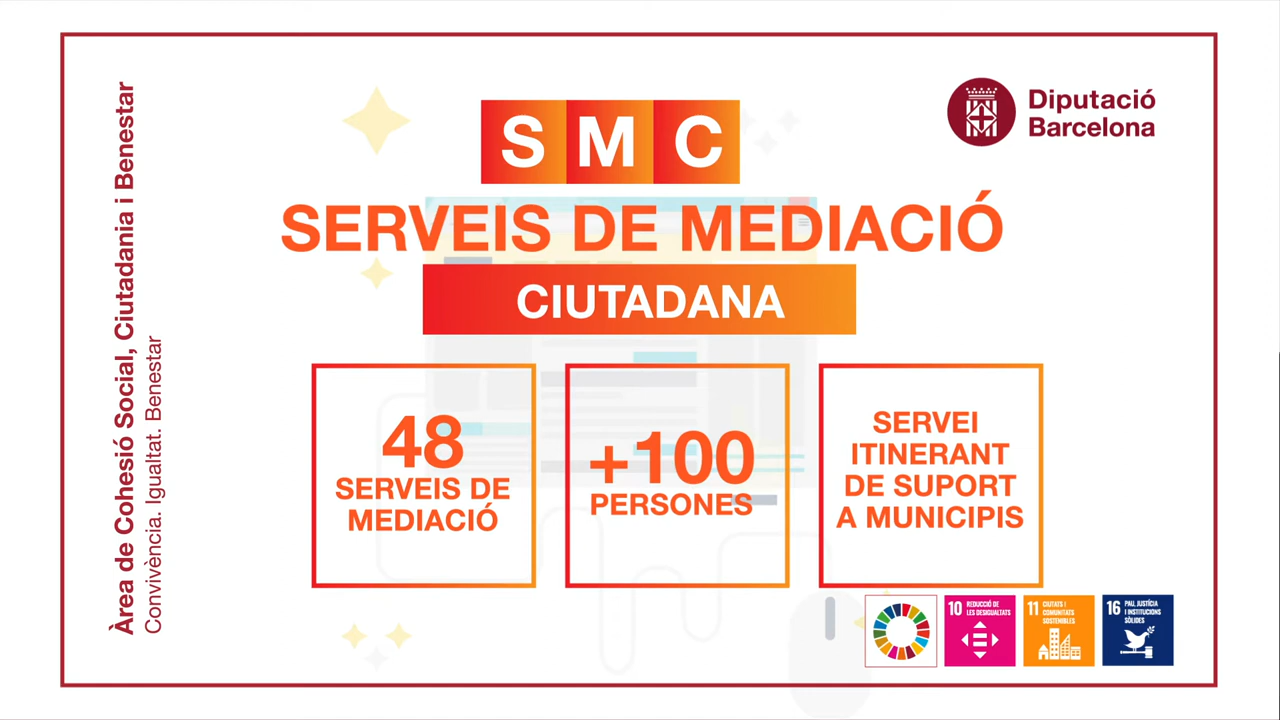 Àrea de Cohesió Social, Ciutadania i Benestar
Convivència. Igualtat. Benestar
SMC
SERVEIS DE MEDIACIÓ
CIUTADANA
Diputació
Barcelona
48
SERVEIS DE
MEDIACIÓ
+100
PERSONES
SERVEI
ITINERANT
DE SUPORT
A MUNICIPIS
10 REDUCCIÓ DE
LES DESIGUALTATS
11 CIUTATS I
COMUNITATS
SOSTENIBLES
16 PAU, JUSTÍCIA
I INSTITUCIONS
SÒLIDES